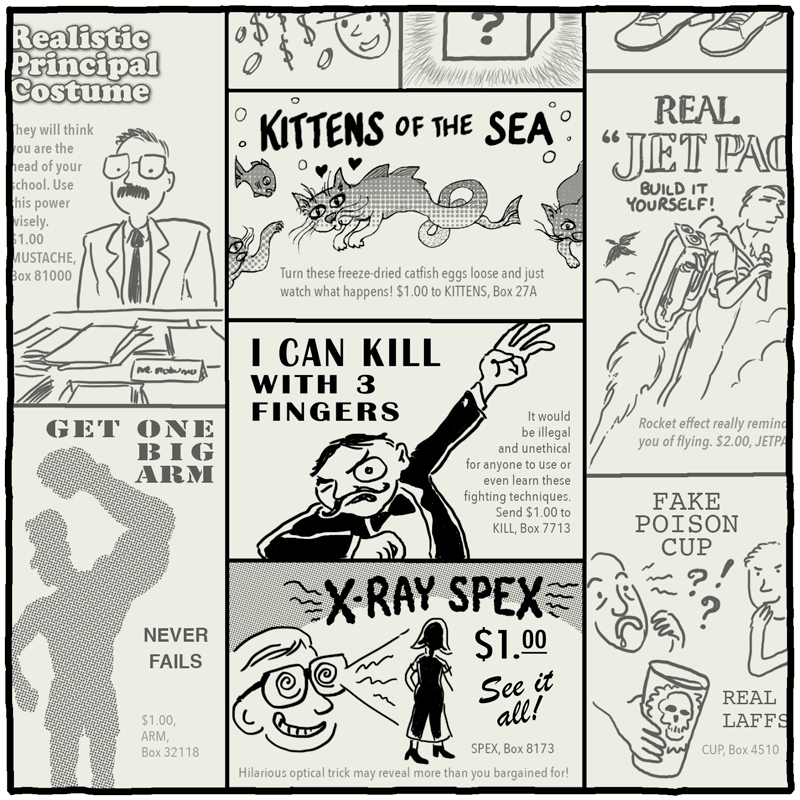 Realistic
Principal
Costume
They will think
you are the
head of your
school. Use
this power
wisely.
$1.00
MUSTACHE,
Box 81000
GET ONE
BIG
ARM
NEVER
FAILS
$1.00,
ARM,
Box 32118
?
KITTENS OF THE SEA
Turn these freeze-dried catfish eggs loose and just
watch what happens! $1.00 to KITTENS, Box 27A
I CAN KILL
WITH 3
FINGERS
It would
be illegal
and unethical
for anyone to use or
even learn these
fighting techniques.
Send $1.00 to
KILL, Box 7713
X-RAY SPEX
$1.00
See it
all!
SPEX, Box 8173
Hilarious optical trick may reveal more than you bargained for!
REAL
"JET PAC
BUILD IT
YOURSELF!
Rocket effect really remind
you of flying. $2.00, JETPA
FAKE
POISON
CUP
?!
?
REAL
LAFFS
CUP, Box 4510